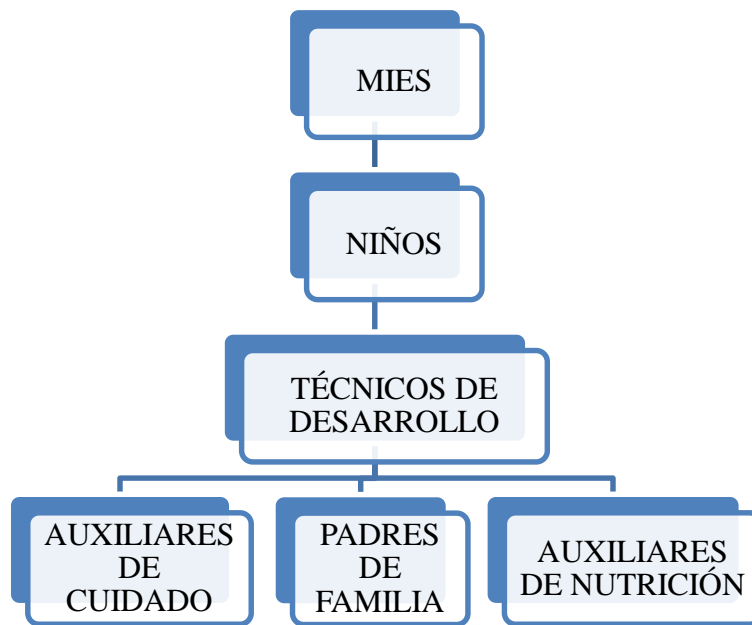 MIES
NIÑOS
TÉCNICOS DE
DESARROLLO
AUXILIARES
DE
CUIDADO
PADRES
DE
FAMILIA
AUXILIARES
DE NUTRICIÓN